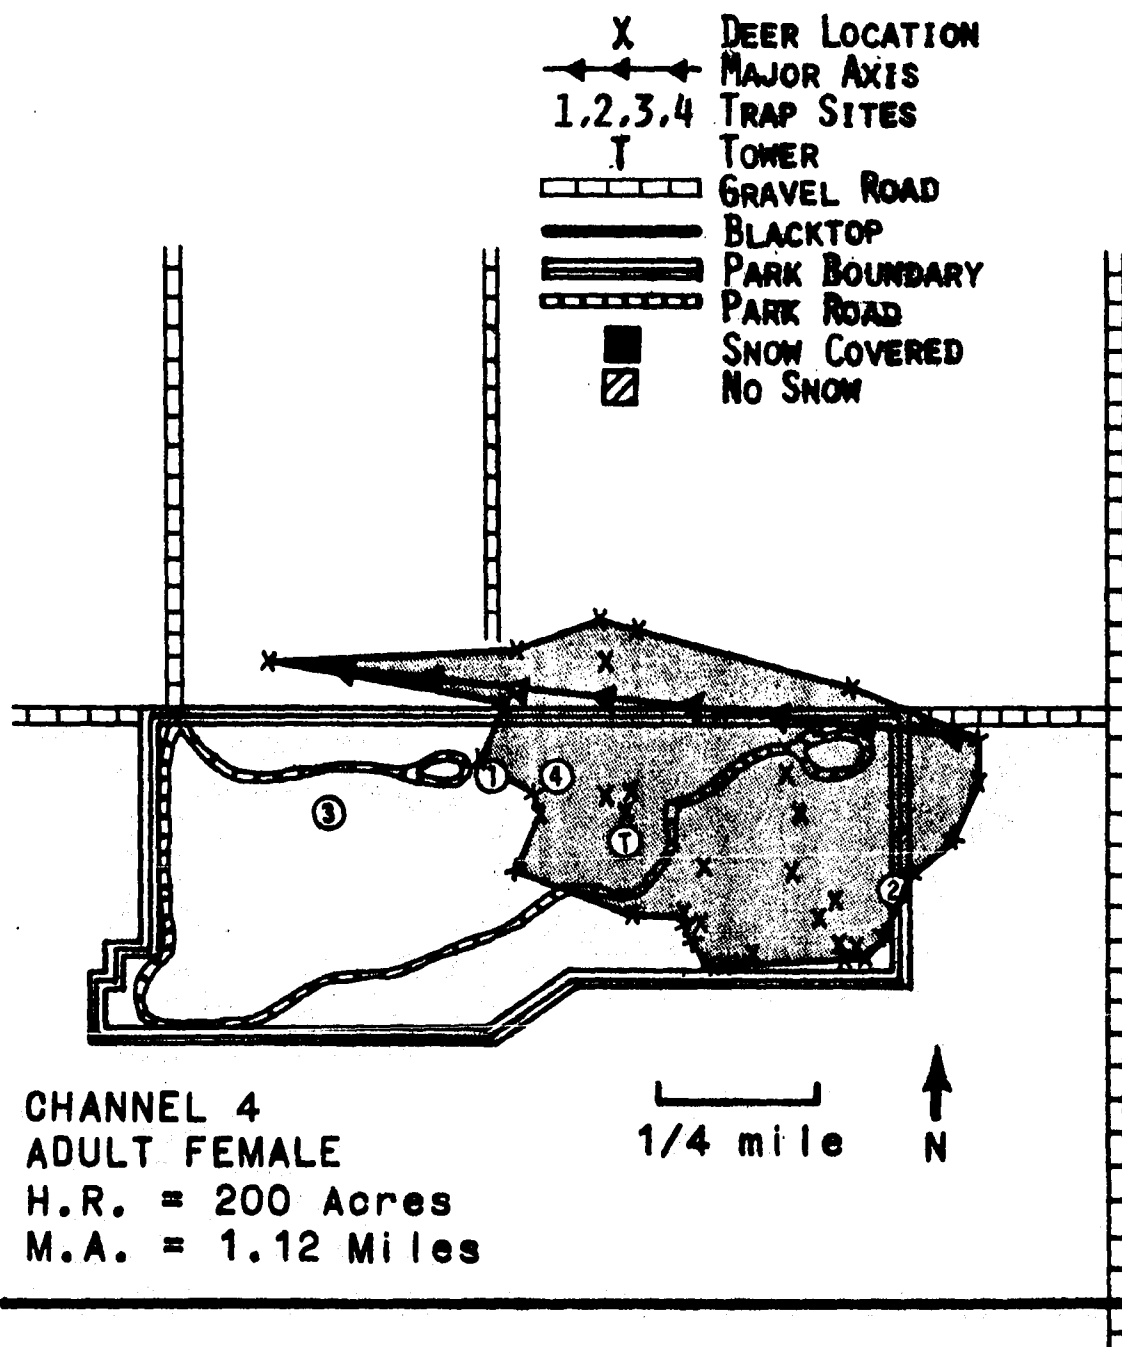 X DEER LOCATION
MAJOR AXIS
1,2,3,4 TRAP SITES
T TOWER
GRAVEL ROAD
BLACKTOP
PARK BOUNDARY
PARK ROAD
SNOW COVERED
NO SNOW
1
4
3
T
2
1/4 mile
N
CHANNEL 4
ADULT FEMALE
H.R. = 200 Acres
M.A. = 1.12 Miles